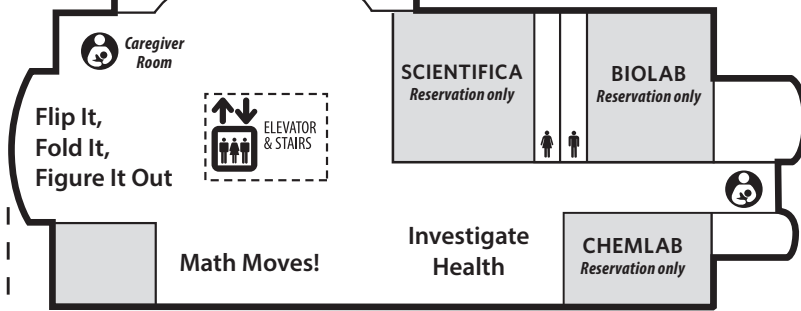 Caregiver
Room
SCIENTIFICA
Reservation only
BIOLAB
Reservation only
Flip It,
Fold It,
Figure It Out
ELEVATOR
& STAIRS
Math Moves!
Investigate
Health
CHEMLAB
Reservation only